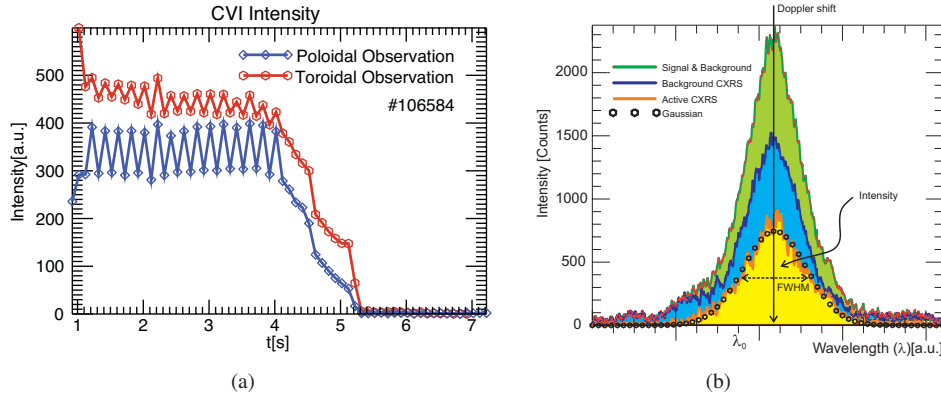 CVI Intensity
Intensity[a.u.]
500
400
300
200
100
0
Poloidal Observation
Toroidal Observation
#106584
1 2 3 4 5 6 7
t[s]
(a)
Doppler shift
Intensity [Counts]
2000
1500
1000
500
0
Signal & Background
Background CXRS
Active CXRS
Gaussian
Intensity
FWHM
λ0
Wavelength (λ)[a.u.]
(b)